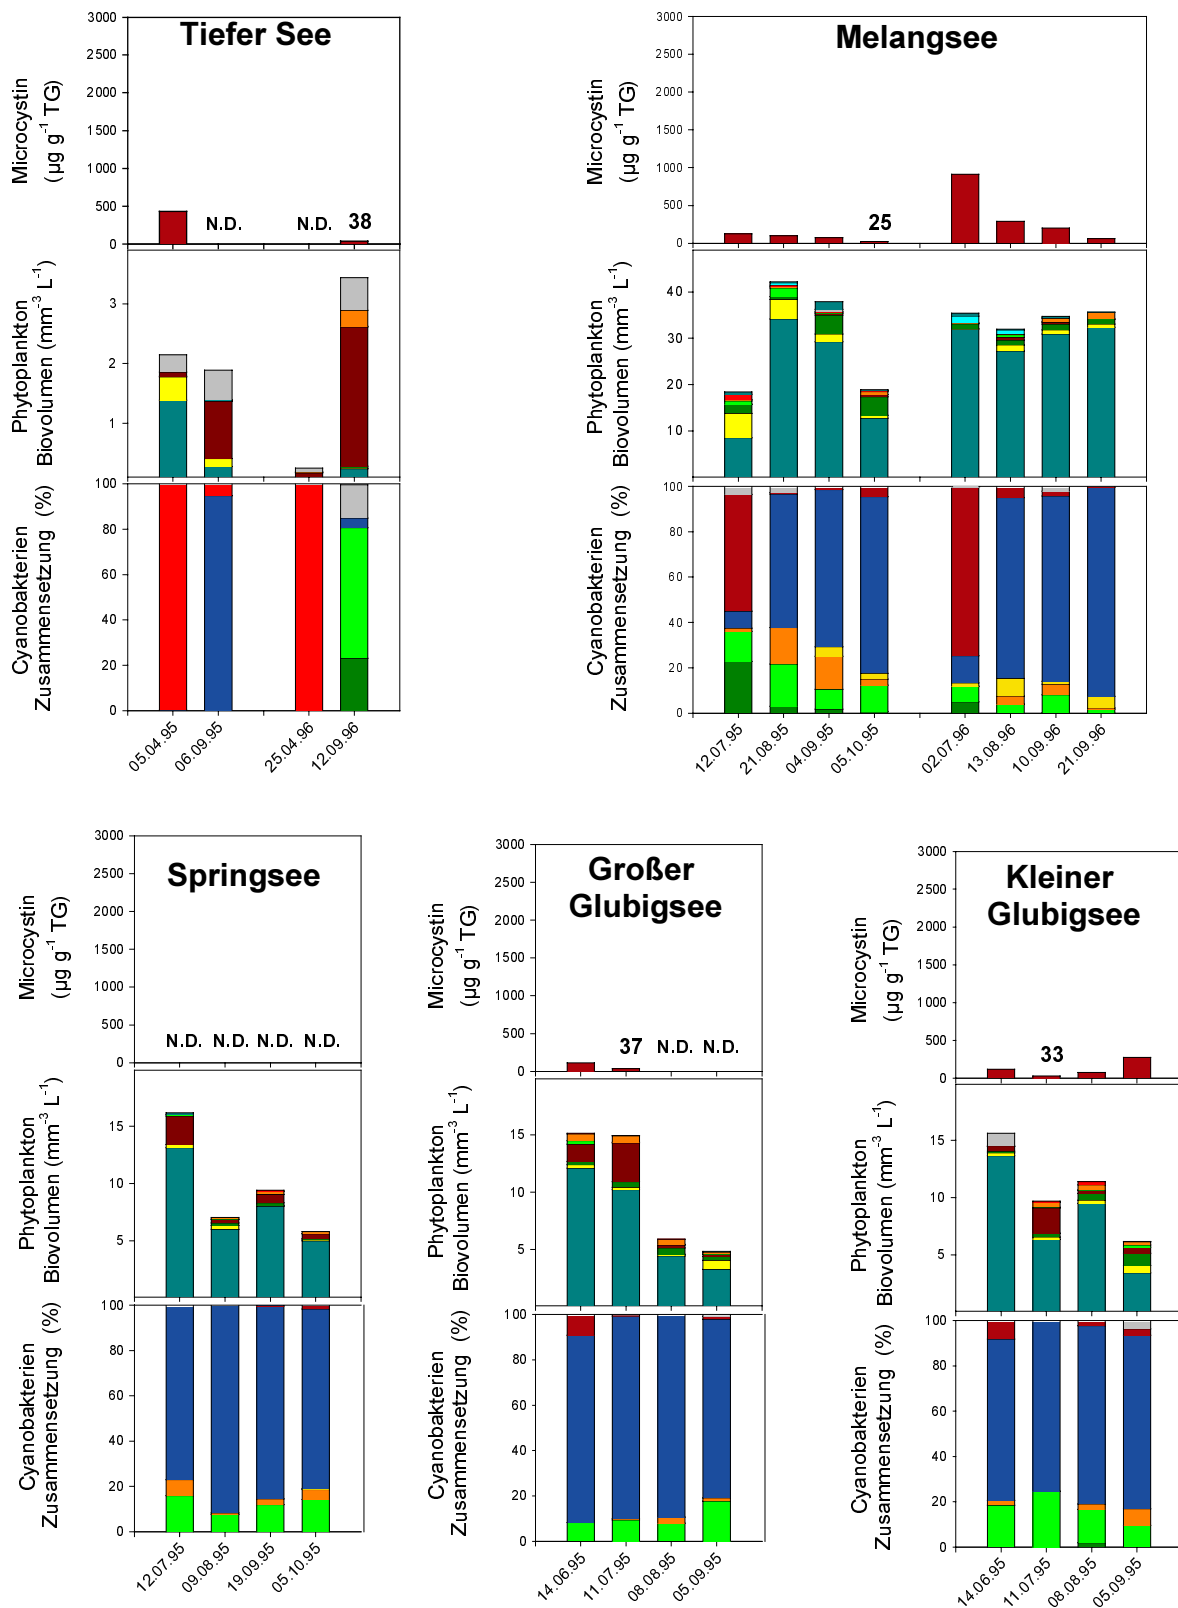 Tiefer See
Microcystin
(µg g-1 TG)
3000
2500
2000
1500
1000
500
0
N.D.
N.D.
38
Phytoplankton
Biovolumen (mm-3 L-1)
3
2
1
Cyanobakterien
Zusammensetzung (%)
100
80
60
40
20
0
05.04.95
06.09.95
25.04.96
12.09.96
Melangsee
Microcystin
(µg g-1 TG)
3000
2500
2000
1500
1000
500
0
25
Phytoplankton
Biovolumen (mm-3 L-1)
40
30
20
10
Cyanobakterien
Zusammensetzung (%)
100
80
60
40
20
0
12.07.95
21.08.95
04.09.95
05.10.95
02.07.96
13.08.96
10.09.96
21.09.96
Springsee
Microcystin
(µg g-1 TG)
3000
2500
2000
1500
1000
500
0
N.D.
N.D.
N.D.
N.D.
Phytoplankton
Biovolumen (mm-3 L-1)
15
10
5
Cyanobakterien
Zusammensetzung (%)
100
80
60
40
20
0
12.07.95
09.08.95
19.09.95
05.10.95
Großer
Glubigsee
Microcystin
(µg g-1 TG)
3000
2500
2000
1500
1000
500
0
37
N.D.
N.D.
Phytoplankton
Biovolumen (mm-3 L-1)
15
10
5
Cyanobakterien
Zusammensetzung (%)
100
80
60
40
20
0
14.06.95
11.07.95
08.08.95
05.09.95
Kleiner
Glubigsee
Microcystin
(µg g-1 TG)
3000
2500
2000
1500
1000
500
0
33
Phytoplankton
Biovolumen (mm-3 L-1)
15
10
5
Cyanobakterien
Zusammensetzung (%)
100
80
60
40
20
0
14.06.95
11.07.95
08.08.95
05.09.95